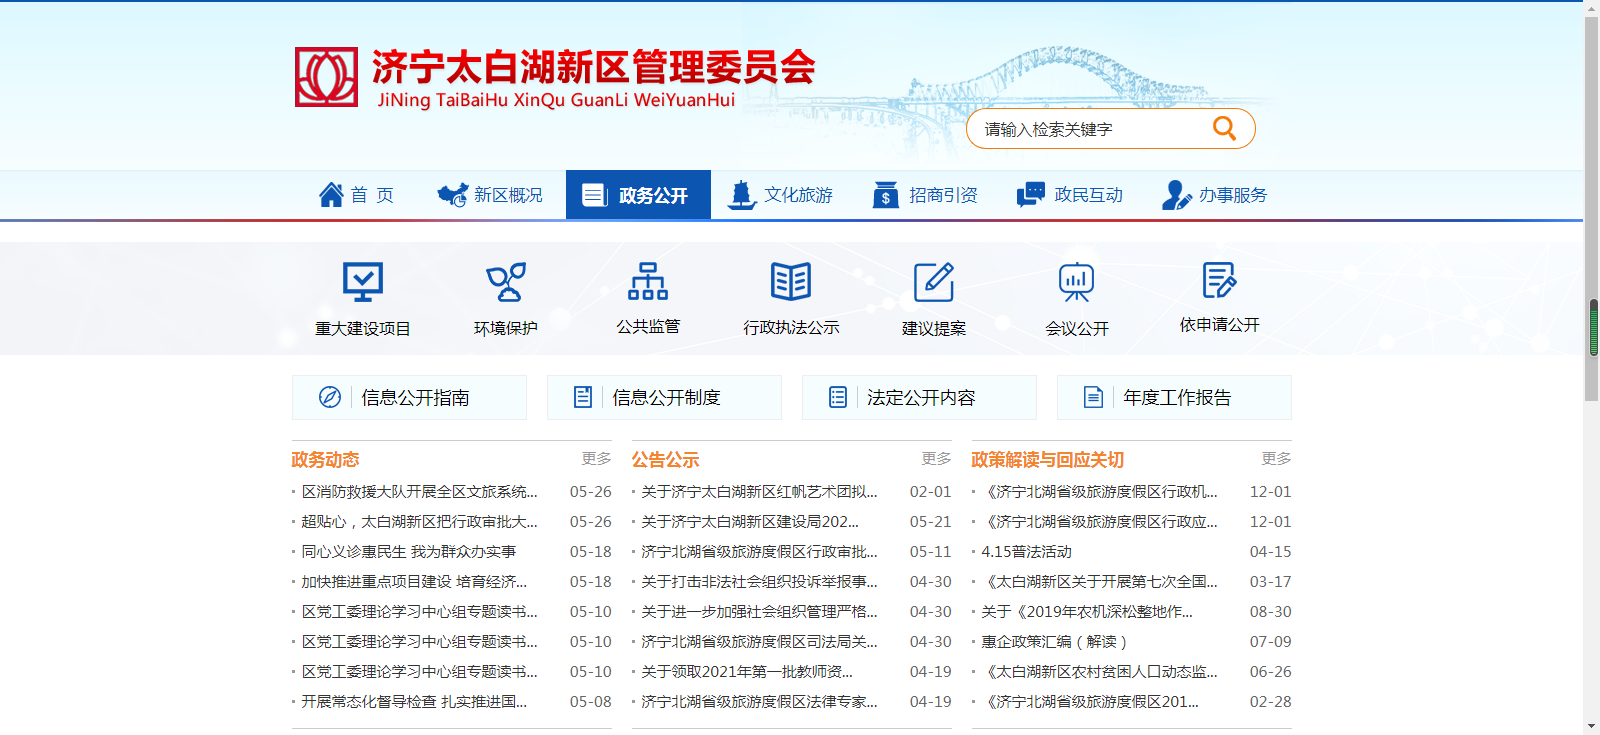 济宁太白湖新区管理委员会
JiNing TaiBaiHu XinQu GuanLi WeiYuanHui
请输入检索关键字
首 页 新区概况 政务公开 文化旅游 招商引资 政民互动 办事服务
重大建设项目 环境保护 公共监管 行政执法公示 建议提案 会议公开 依申请公开
信息公开指南 信息公开制度 法定公开内容 年度工作报告
政务动态 更多
区消防救援大队开展全区文旅系统... 05-26
超贴心，太白湖新区把行政审批大... 05-26
同心义诊惠民生 我为群众办实事 05-18
加快推进重点项目建设 培育经济... 05-18
区党工委理论学习中心组专题读书... 05-10
区党工委理论学习中心组专题读书... 05-10
区党工委理论学习中心组专题读书... 05-10
开展常态化督导检查 扎实推进国... 05-08
公告公示 更多
关于济宁太白湖新区红帆艺术团拟... 02-01
关于济宁太白湖新区建设局202... 05-21
济宁北湖省级旅游度假区行政审批... 05-11
关于打击非法社会组织投诉举报事... 04-30
关于进一步加强社会组织管理严格... 04-30
济宁北湖省级旅游度假区司法局关... 04-30
关于领取2021年第一批教师资... 04-19
济宁北湖省级旅游度假区法律专家... 04-19
政策解读与回应关切 更多
《济宁北湖省级旅游度假区行政机... 12-01
《济宁北湖省级旅游度假区行政应... 12-01
4.15普法活动 04-15
《太白湖新区关于开展第七次全国... 03-17
关于《2019年农机深松整地作... 08-30
惠企政策汇编（解读） 07-09
《太白湖新区农村贫困人口动态监... 06-26
《济宁北湖省级旅游度假区201... 02-28